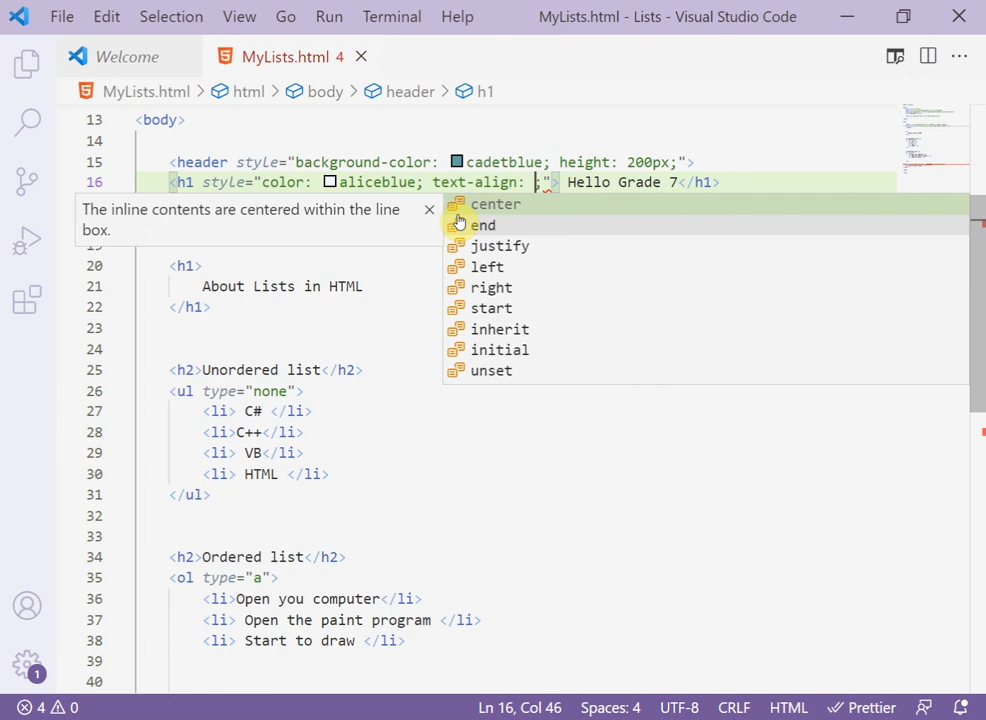 File Edit Selection View Go Run Terminal Help MyLists.html - Lists - Visual Studio Code
Welcome MyLists.html 4
MyLists.html > html > body > header > h1
13 <body>
14
15 <header style="background-color: cadetblue; height: 200px;">
16 <h1 style="color: aliceblue; text-align: ;"> Hello Grade 7</h1>
The inline contents are centered within the line
box.
center
end
justify
left
right
start
inherit
initial
unset
20 <h1>
21 About Lists in HTML
22 </h1>
23
24
25 <h2>Unordered list</h2>
26 <ul type="none">
27 <li> C# </li>
28 <li>C++</li>
29 <li> VB</li>
30 <li> HTML </li>
31 </ul>
32
33
34 <h2>Ordered list</h2>
35 <ol type="a">
36 <li>Open you computer</li>
37 <li> Open the paint program </li>
38 <li> Start to draw </li>
39
40
1
4 0 Ln 16, Col 46 Spaces: 4 UTF-8 CRLF HTML Prettier